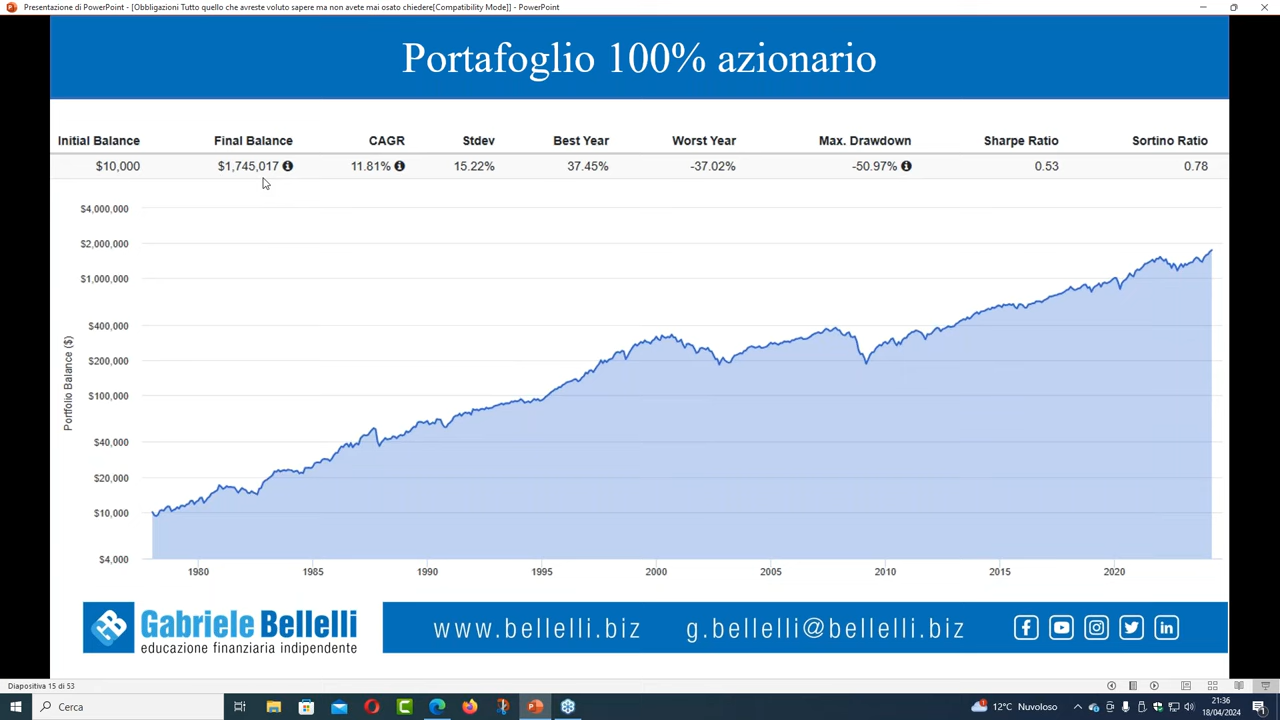 Presentazione di PowerPoint - [Obbligazioni Tutto quello che avreste voluto sapere ma non avete mai osato chiedere[Compatibility Mode]] - PowerPoint
Portafoglio 100% azionario
Initial Balance Final Balance CAGR Stdev Best Year Worst Year Max. Drawdown Sharpe Ratio Sortino Ratio
$10,000 $1,745,017 11.81% 15.22% 37.45% -37.02% -50.97% 0.53 0.78
$4,000,000
$2,000,000
$1,000,000
$400,000
$200,000
$100,000
$40,000
$20,000
$10,000
$4,000
Portfolio Balance ($)
1980 1985 1990 1995 2000 2005 2010 2015 2020
Gabriele Bellelli
educazione finanziaria indipendente
www.bellelli.biz g.bellelli@bellelli.biz
Diapositiva 15 di 53
Cerca
12°C Nuvoloso
21:36
18/04/2024